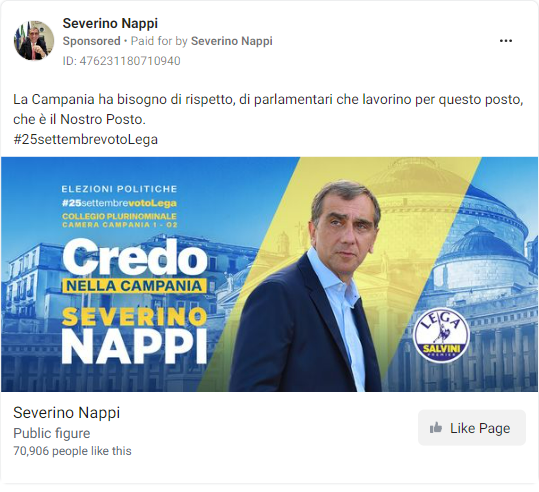 Severino Nappi
Sponsored • Paid for by Severino Nappi
ID: 476231180710940
La Campania ha bisogno di rispetto, di parlamentari che lavorino per questo posto,
che è il Nostro Posto.
#25settembrevotoLega
ELEZIONI POLITICHE
#25settembrevotoLega
COLLEGIO PLURINOMINALE
CAMERA CAMPANIA 1 - 02
Credo
NELLA CAMPANIA
SEVERINO
NAPPI
LEGA
SALVINI
PREMIER
Severino Nappi
Public figure
70,906 people like this
Like Page